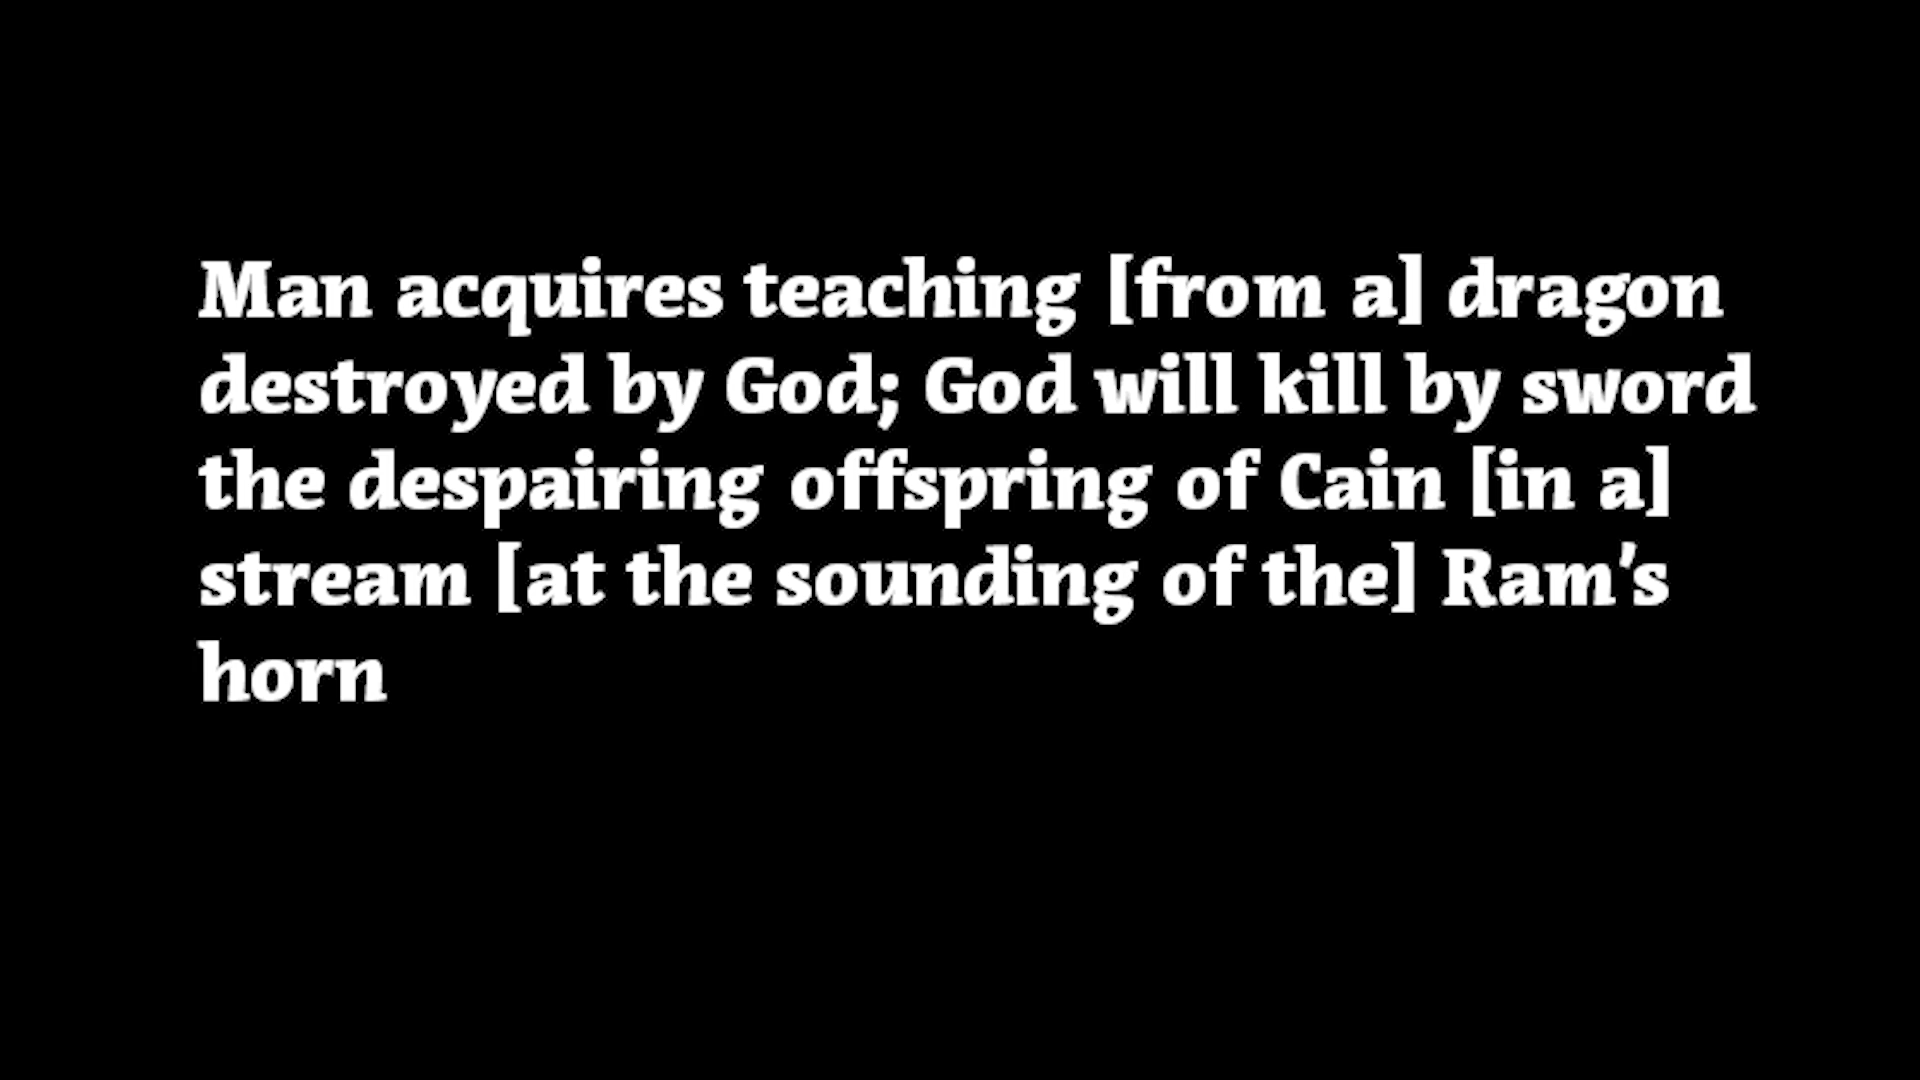 Man acquires teaching [from a] dragon
destroyed by God; God will kill by sword
the despairing offspring of Cain [in a]
stream [at the sounding of the] Ram's
horn